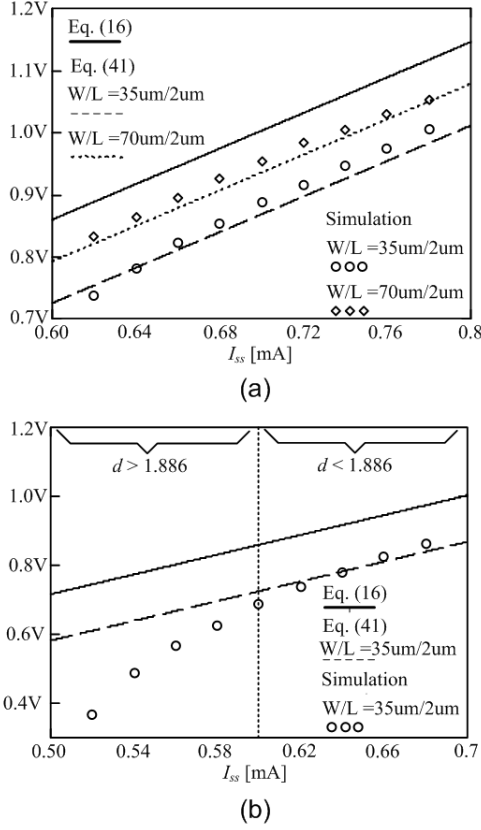 1.2V
Eq. (16)
1.1V
Eq. (41)
W/L =35um/2um
1.0V
W/L =70um/2um
0.9V
Simulation
0.8V
W/L =35um/2um
W/L =70um/2um
0.7V
0.60 0.64 0.68 0.72 0.76 0.8
Iss [mA]
(a)
1.2V
d > 1.886 d < 1.886
1.0V
0.8V
Eq. (16)
Eq. (41)
0.6V
W/L=35um/2um
Simulation
0.4V
W/L=35um/2um
0.50 0.54 0.58 0.62 0.66 0.7
Iss [mA]
(b)